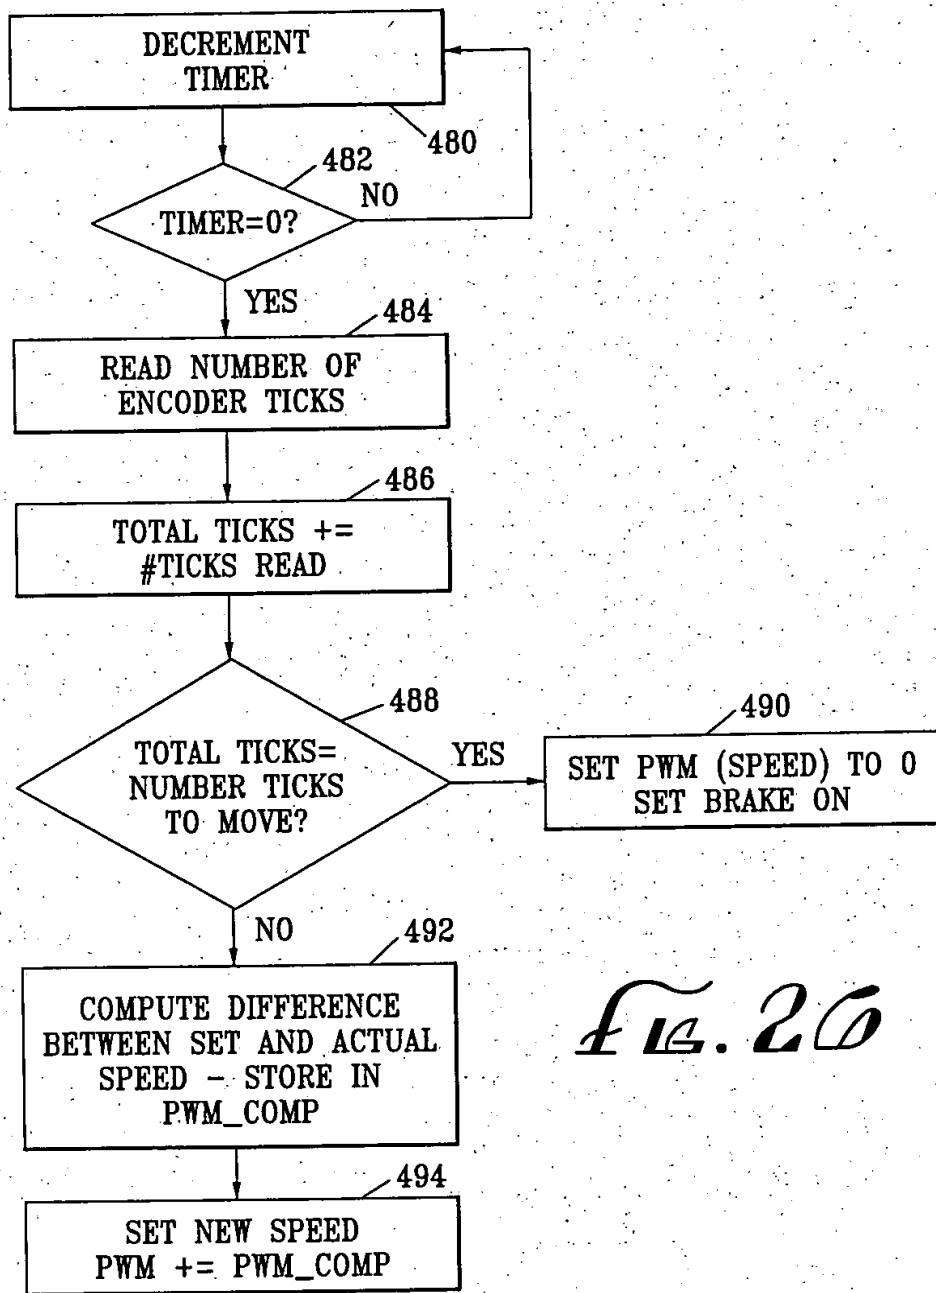 DECREMENT
TIMER
480
482
NO
TIMER=0?
YES
484
READ NUMBER OF
ENCODER TICKS
486
TOTAL TICKS +=
#TICKS READ
488
TOTAL TICKS=
NUMBER TICKS
TO MOVE?
YES
490
SET PWM (SPEED) TO 0
SET BRAKE ON
NO
492
COMPUTE DIFFERENCE
BETWEEN SET AND ACTUAL
SPEED - STORE IN
PWM_COMP
494
SET NEW SPEED
PWM += PWM_COMP
FIG. 26